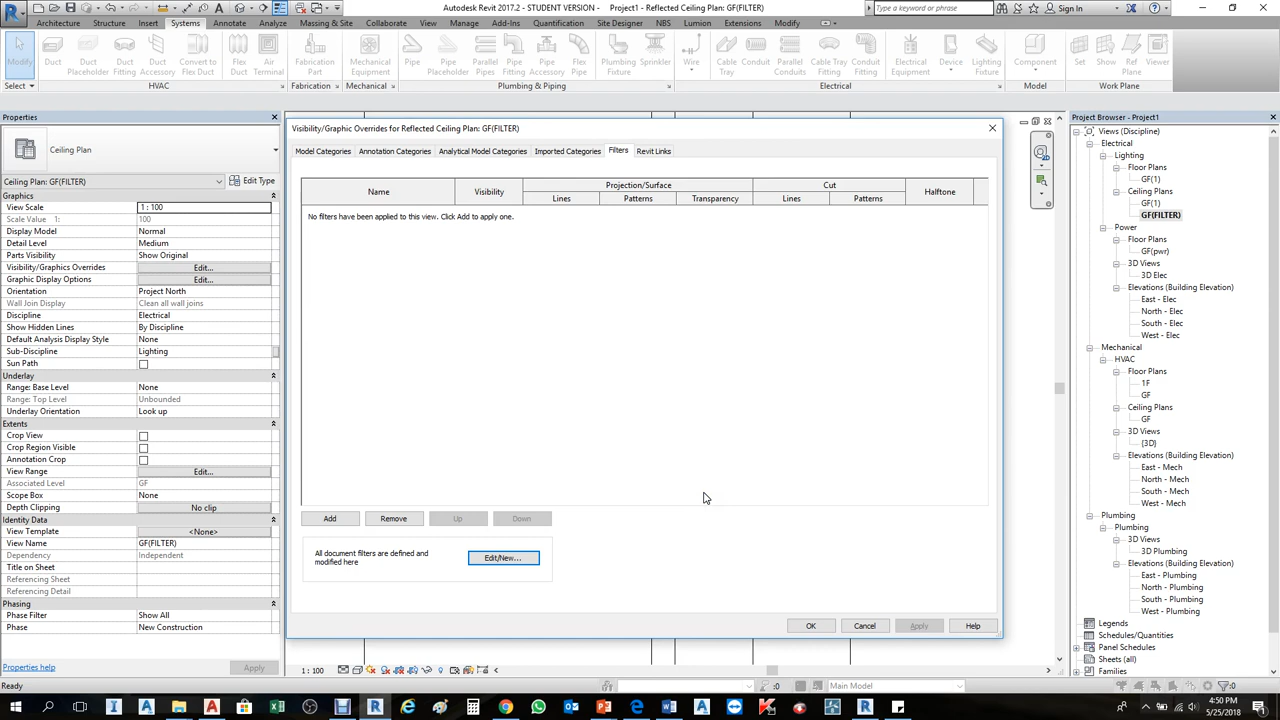 Autodesk Revit 2017.2 - STUDENT VERSION - Project1 - Reflected Ceiling Plan: GF(FILTER)
Type a keyword or phrase
Sign In
Architecture Structure Insert Systems Annotate Analyze Massing & Site Collaborate View Manage Add-Ins Quantification Site Designer NBS Lumion Extensions Modify
Modify
Duct
Duct Placeholder
Duct Fitting
Duct Accessory
Convert to Flex Duct
Flex Duct
Air Terminal
Fabrication Part
Mechanical Equipment
Pipe
Pipe Placeholder
Parallel Pipes
Pipe Fitting
Pipe Accessory
Flex Pipe
Plumbing Fixture
Sprinkler
Wire
Cable Tray
Conduit
Parallel Conduits
Cable Tray Fitting
Conduit Fitting
Electrical Equipment
Device
Lighting Fixture
Component
Set
Show
Ref Plane
Viewer
Select HVAC Fabrication Mechanical Plumbing & Piping Electrical Model Work Plane
Properties
Ceiling Plan
Ceiling Plan: GF(FILTER) Edit Type
Graphics
View Scale 1 : 100
Scale Value 1: 100
Display Model Normal
Detail Level Medium
Parts Visibility Show Original
Visibility/Graphics Overrides Edit...
Graphic Display Options Edit...
Orientation Project North
Wall Join Display Clean all wall joins
Discipline Electrical
Show Hidden Lines By Discipline
Default Analysis Display Style None
Sub-Discipline Lighting
Sun Path
Underlay
Range: Base Level None
Range: Top Level Unbounded
Underlay Orientation Look up
Extents
Crop View
Crop Region Visible
Annotation Crop
View Range Edit...
Associated Level GF
Scope Box None
Depth Clipping No clip
Identity Data
View Template <None>
View Name GF(FILTER)
Dependency Independent
Title on Sheet
Referencing Sheet
Referencing Detail
Phasing
Phase Filter Show All
Phase New Construction
Properties help Apply
Visibility/Graphic Overrides for Reflected Ceiling Plan: GF(FILTER)
Model Categories Annotation Categories Analytical Model Categories Imported Categories Filters Revit Links
Name Visibility Projection/Surface Cut Halftone
Lines Patterns Transparency Lines Patterns
No filters have been applied to this view. Click Add to apply one.
Add Remove Up Down
All document filters are defined and
modified here
Edit/New...
OK Cancel Apply Help
Project Browser - Project1
Views (Discipline)
Electrical
Lighting
Floor Plans
GF(1)
Ceiling Plans
GF(1)
GF(FILTER)
Power
Floor Plans
GF(pwr)
3D Views
3D Elec
Elevations (Building Elevation)
East - Elec
North - Elec
South - Elec
West - Elec
Mechanical
HVAC
Floor Plans
1F
GF
Ceiling Plans
GF
3D Views
{3D}
Elevations (Building Elevation)
East - Mech
North - Mech
South - Mech
West - Mech
Plumbing
Plumbing
3D Views
3D Plumbing
Elevations (Building Elevation)
East - Plumbing
North - Plumbing
South - Plumbing
West - Plumbing
Legends
Schedules/Quantities
Panel Schedules
Sheets (all)
Families
1 : 100
Ready
:0
Main Model
:0
4:50 PM
5/25/2018